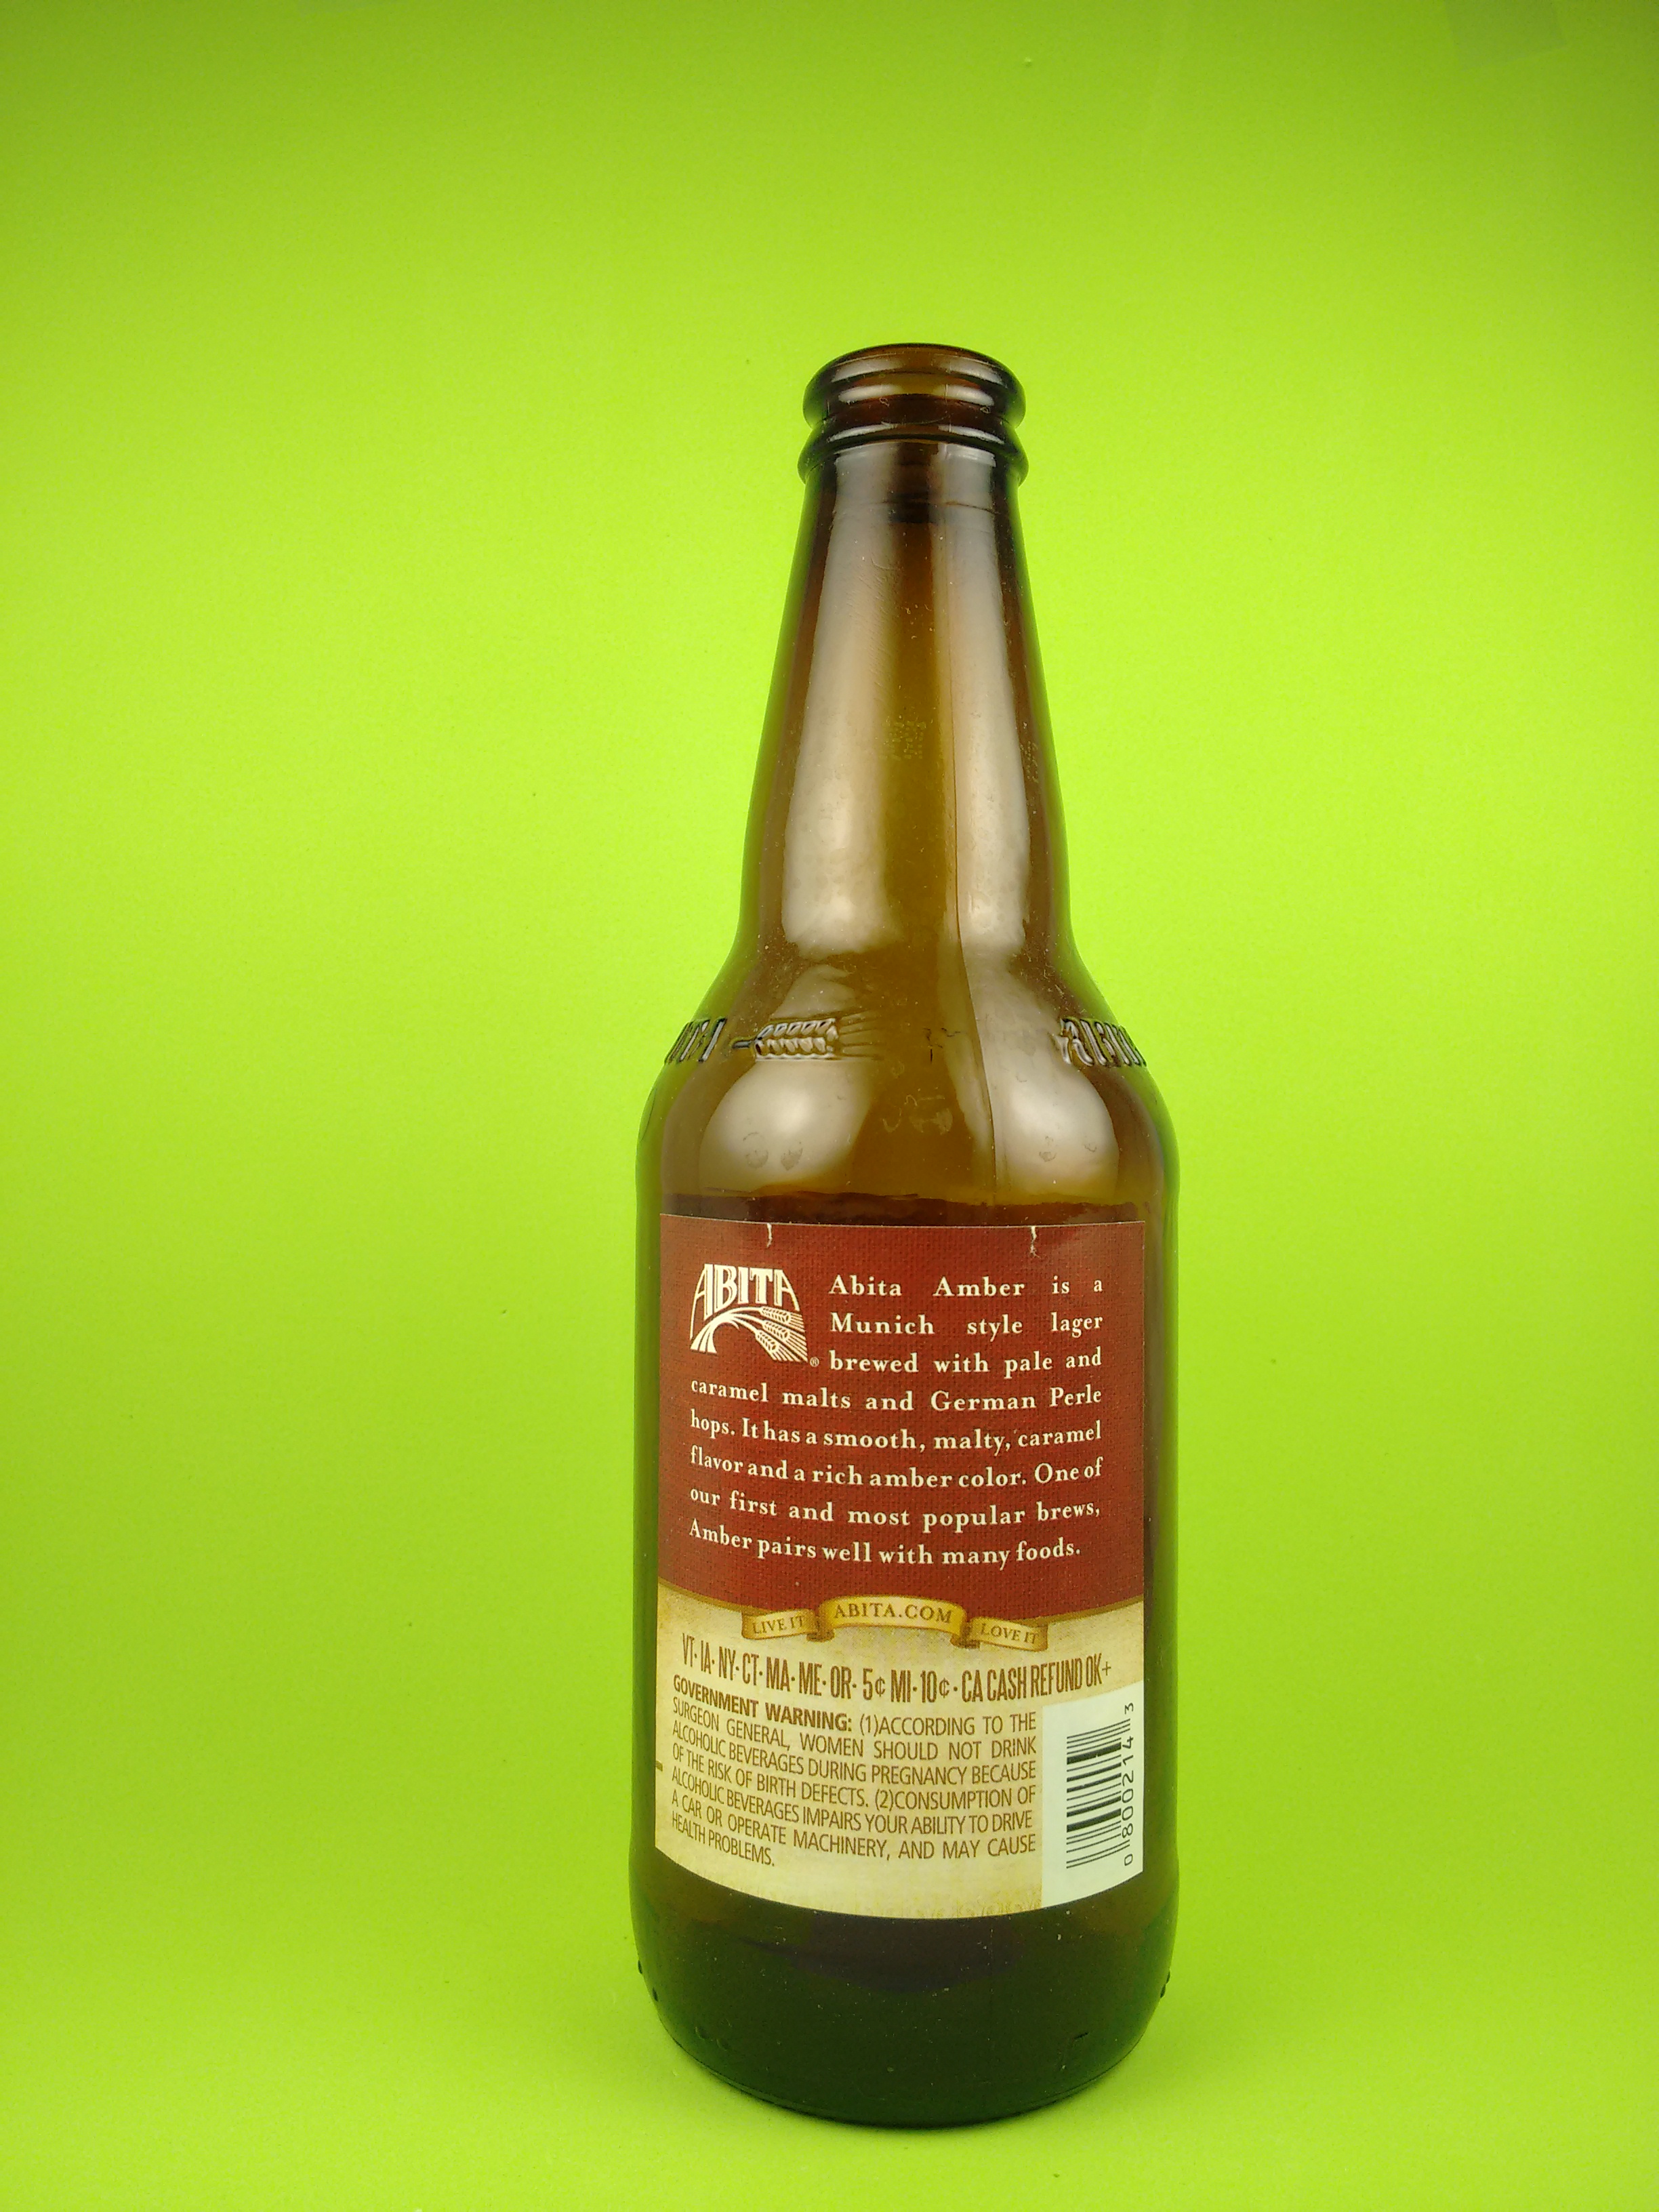 ABITA
®
Abita Amber is a
Munich style lager
brewed with pale and
caramel malts and German Perle
hops. It has a smooth, malty, caramel
flavor and a rich amber color. One of
our first and most popular brews,
Amber pairs well with many foods.
LIVE IT ABITA.COM LOVE IT
VT· IA· NY· CT· MA· ME· OR· 5¢ MI· 10¢· CA CASH REFUND OK+
GOVERNMENT WARNING: (1)ACCORDING TO THE
SURGEON GENERAL, WOMEN SHOULD NOT DRINK
ALCOHOLIC BEVERAGES DURING PREGNANCY BECAUSE
OF THE RISK OF BIRTH DEFECTS. (2)CONSUMPTION OF
ALCOHOLIC BEVERAGES IMPAIRS YOUR ABILITY TO DRIVE
A CAR OR OPERATE MACHINERY, AND MAY CAUSE
HEALTH PROBLEMS.
0 8002143 3